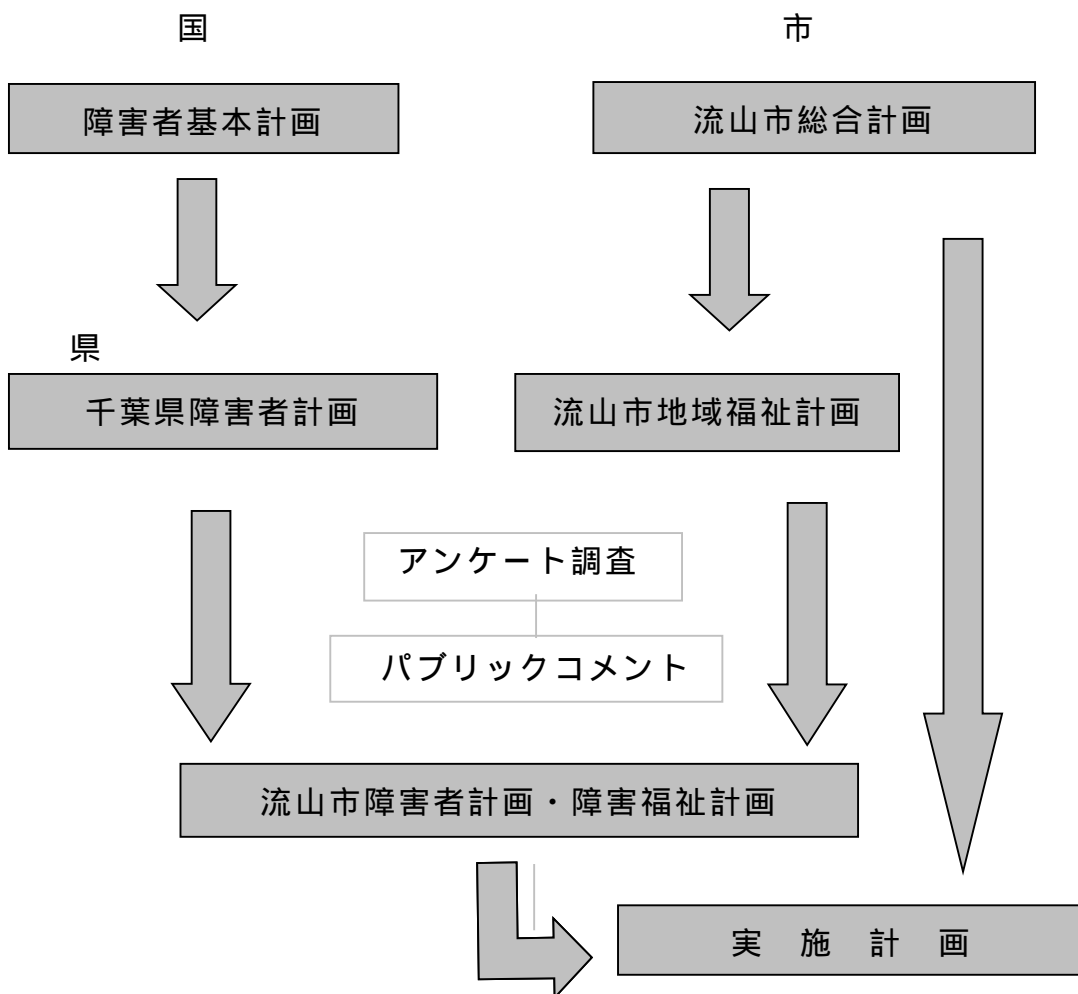 国
市
障害者基本計画
流山市総合計画
県
千葉県障害者計画
流山市地域福祉計画
アンケート調査
パブリックコメント
流山市障害者計画・障害福祉計画
実　施　計　画